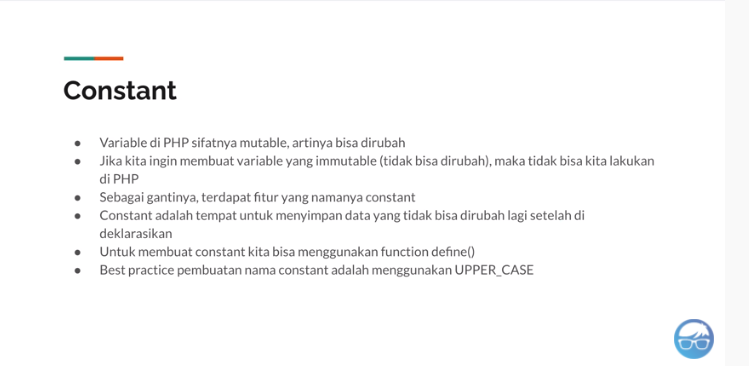 Constant
● Variable di PHP sifatnya mutable, artinya bisa dirubah
● Jika kita ingin membuat variable yang immutable (tidak bisa dirubah), maka tidak bisa kita lakukan
di PHP
● Sebagai gantinya, terdapat fitur yang namanya constant
● Constant adalah tempat untuk menyimpan data yang tidak bisa dirubah lagi setelah di
deklarasikan
● Untuk membuat constant kita bisa menggunakan function define()
● Best practice pembuatan nama constant adalah menggunakan UPPER_CASE